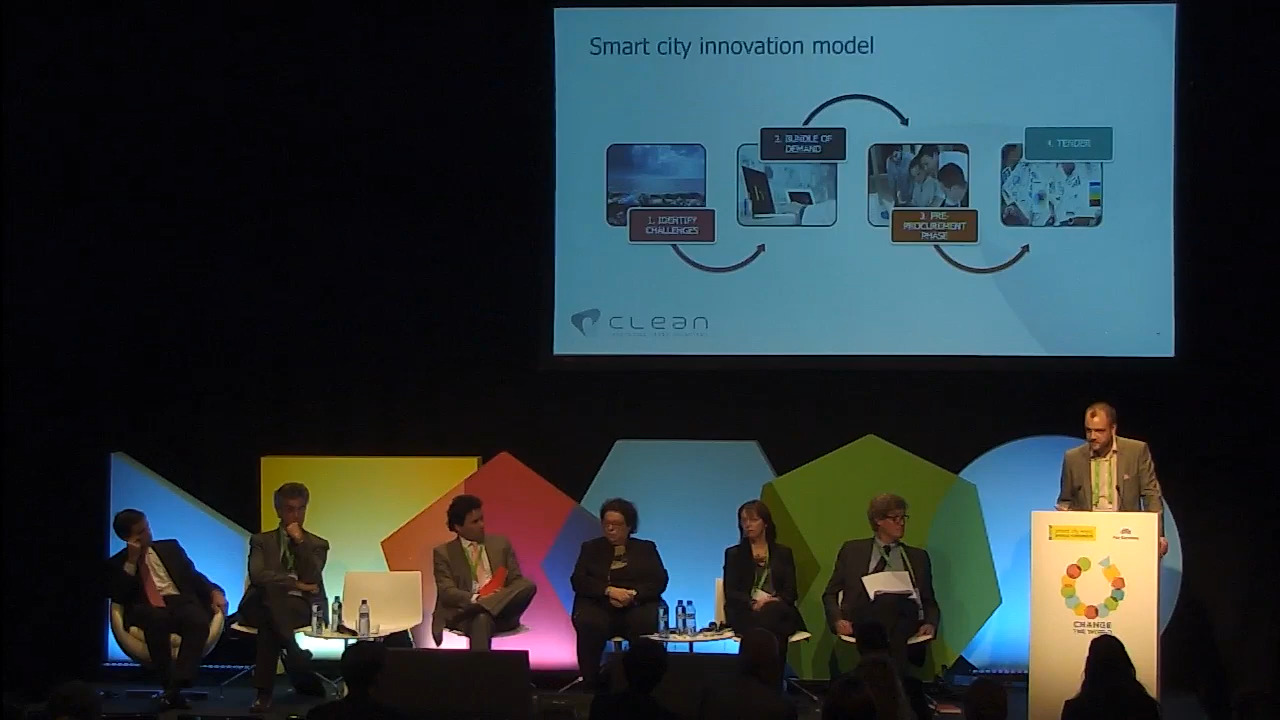 Smart city innovation model
1. IDENTIFY
CHALLENGES
2. BUNDLE OF
DEMAND
3. PRE-
PROCUREMENT
PHASE
4. TENDER
CLEAN
CHANGE
THE WORLD